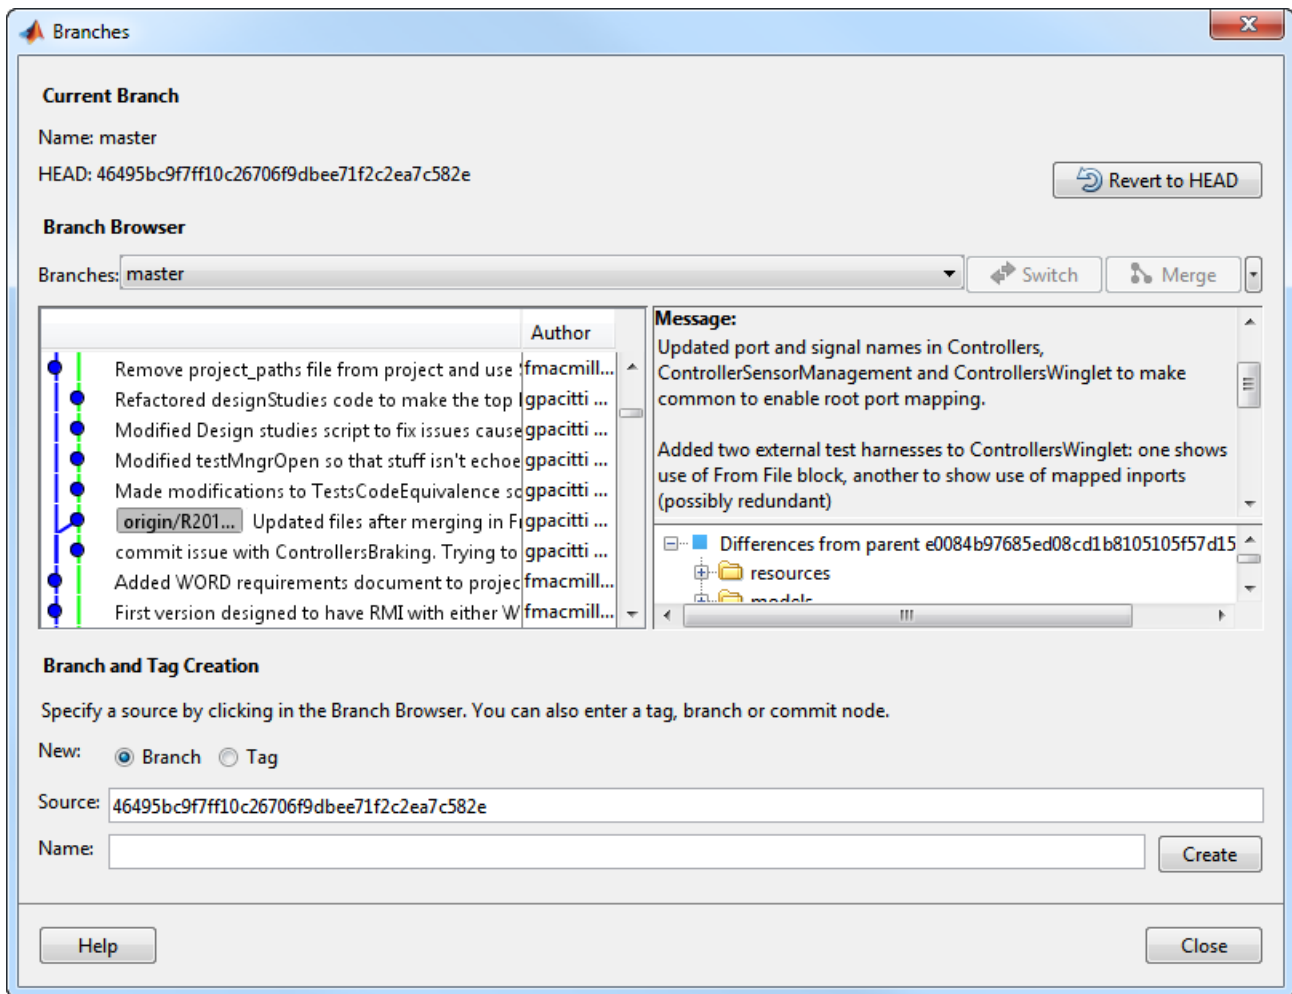 Branches
Current Branch
Name: master
HEAD: 46495bc9f7ff10c26706f9dbee71f2c2ea7c582e
Revert to HEAD
Branch Browser
Branches: master
Switch
Merge
Author
Remove project_paths file from project and use fmacmill...
Refactored designStudies code to make the top gpacitti ...
Modified Design studies script to fix issues cause gpacitti ...
Modified testMngrOpen so that stuff isn't echoe gpacitti ...
Made modifications to TestsCodeEquivalence sc gpacitti ...
origin/R201... Updated files after merging in Fr gpacitti ...
commit issue with ControllersBraking. Trying to gpacitti ...
Added WORD requirements document to projec fmacmill...
First version designed to have RMI with either W fmacmill...
Message:
Updated port and signal names in Controllers,
ControllerSensorManagement and ControllersWinglet to make
common to enable root port mapping.
Added two external test harnesses to ControllersWinglet: one shows
use of From File block, another to show use of mapped inports
(possibly redundant)
Differences from parent e0084b97685ed08cd1b8105105f57d15
resources
models
Branch and Tag Creation
Specify a source by clicking in the Branch Browser. You can also enter a tag, branch or commit node.
New: Branch Tag
Source: 46495bc9f7ff10c26706f9dbee71f2c2ea7c582e
Name:
Create
Help
Close